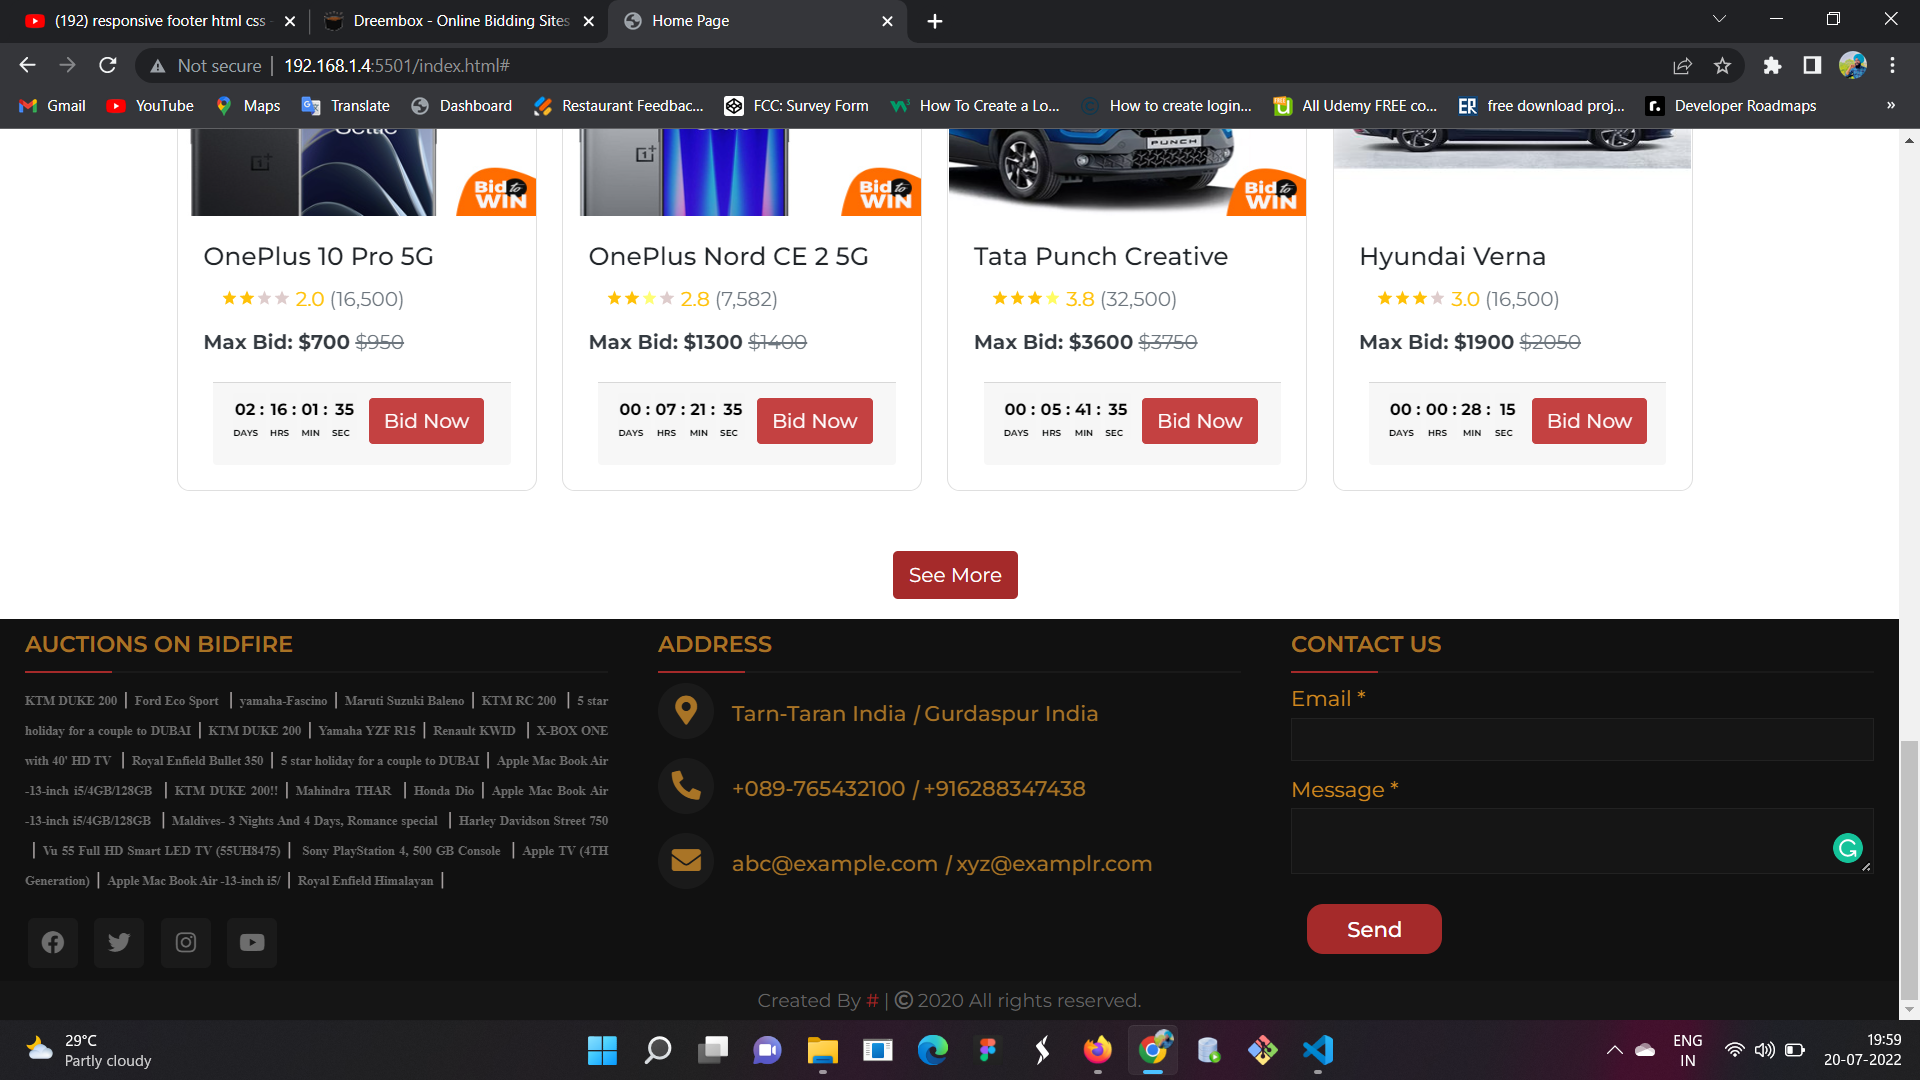 (192) responsive footer html css
Dreembox - Online Bidding Sites
Home Page
Not secure | 192.168.1.4:5501/index.html#
Gmail YouTube Maps Translate Dashboard Restaurant Feedbac... FCC: Survey Form How To Create a Lo... How to create login... All Udemy FREE co... ER free download proj... r. Developer Roadmaps »
PUNCH
Bid to WIN
Bid to WIN
Bid to WIN
OnePlus 10 Pro 5G
2.0 (16,500)
Max Bid: $700 $950
02 : 16 : 01 : 35
DAYS HRS MIN SEC
Bid Now
OnePlus Nord CE 2 5G
2.8 (7,582)
Max Bid: $1300 $1400
00 : 07 : 21 : 35
DAYS HRS MIN SEC
Bid Now
Tata Punch Creative
3.8 (32,500)
Max Bid: $3600 $3750
00 : 05 : 41 : 35
DAYS HRS MIN SEC
Bid Now
Hyundai Verna
3.0 (16,500)
Max Bid: $1900 $2050
00 : 00 : 28 : 15
DAYS HRS MIN SEC
Bid Now
See More
AUCTIONS ON BIDFIRE
KTM DUKE 200 | Ford Eco Sport | yamaha-Fascino | Maruti Suzuki Baleno | KTM RC 200 | 5 star
holiday for a couple to DUBAI | KTM DUKE 200 | Yamaha YZF R15 | Renault KWID | X-BOX ONE
with 40' HD TV | Royal Enfield Bullet 350 | 5 star holiday for a couple to DUBAI | Apple Mac Book Air
-13-inch i5/4GB/128GB | KTM DUKE 200!! | Mahindra THAR | Honda Dio | Apple Mac Book Air
-13-inch i5/4GB/128GB | Maldives- 3 Nights And 4 Days, Romance special | Harley Davidson Street 750
| Vu 55 Full HD Smart LED TV (55UH8475) | Sony PlayStation 4, 500 GB Console | Apple TV (4TH
Generation) | Apple Mac Book Air -13-inch i5/ | Royal Enfield Himalayan |
ADDRESS
Tarn-Taran India / Gurdaspur India
+089-765432100 / +916288347438
abc@example.com / xyz@examplr.com
CONTACT US
Email *
Message *
Send
Created By # | © 2020 All rights reserved.
29°C
Partly cloudy
ENG
IN
19:59
20-07-2022